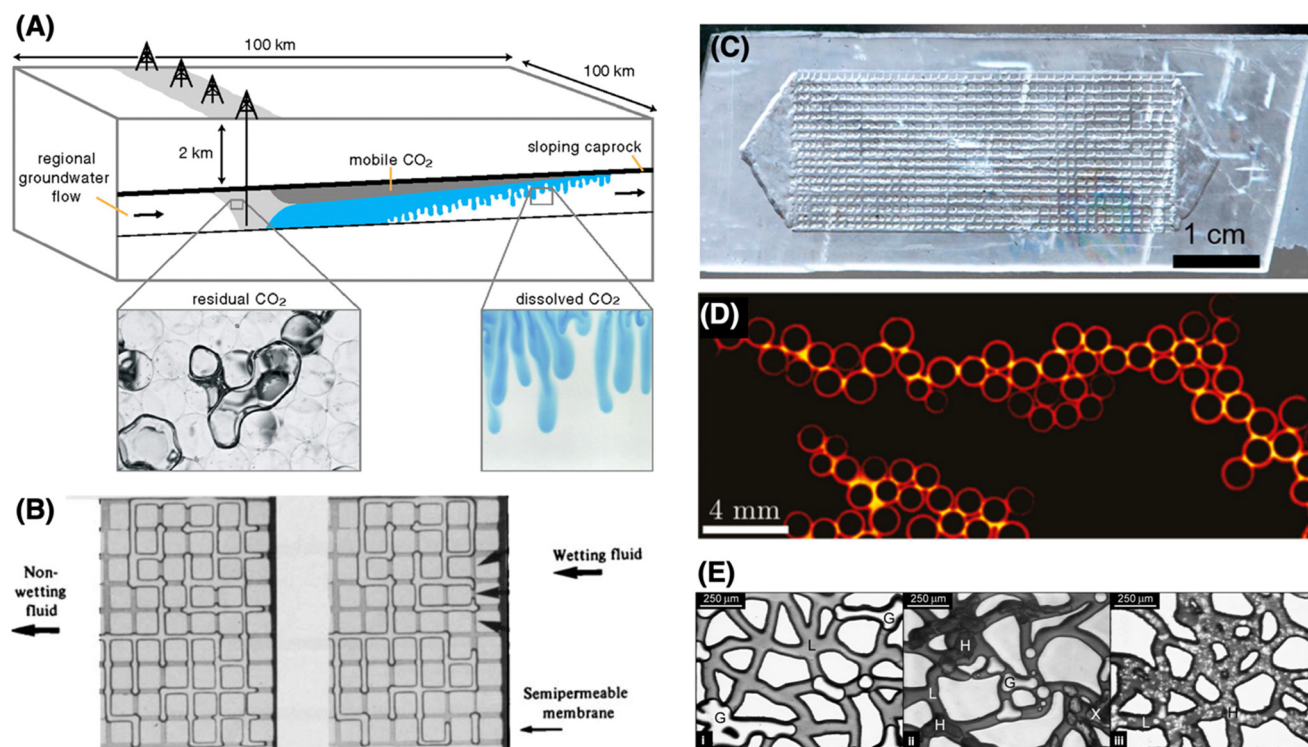 (A)
100 km
100 km
2 km
regional
groundwater
flow
mobile CO₂
sloping caprock
residual CO₂
dissolved CO₂
(B)
Non-
wetting
fluid
Wetting fluid
Semipermeable
membrane
(C)
1 cm
(D)
4 mm
(E)
250 μm
G
L
G
i
250 μm
H
G
L
H
X
ii
250 μm
L
H
iii